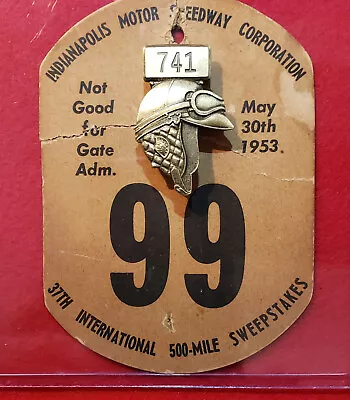 INDIANAPOLIS MOTOR SPEEDWAY CORPORATION
741
Not
Good
for
Gate
Adm.
May
30th
1953.
99
37TH INTERNATIONAL 500-MILE SWEEPSTAKES